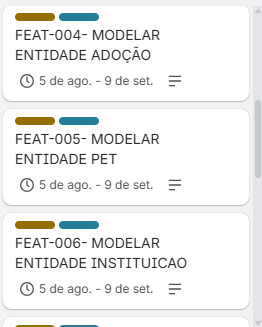 FEAT-004- MODELAR
ENTIDADE ADOÇÃO
5 de ago. - 9 de set.
FEAT-005- MODELAR
ENTIDADE PET
5 de ago. - 9 de set.
FEAT-006- MODELAR
ENTIDADE INSTITUICAO
5 de ago. - 9 de set.